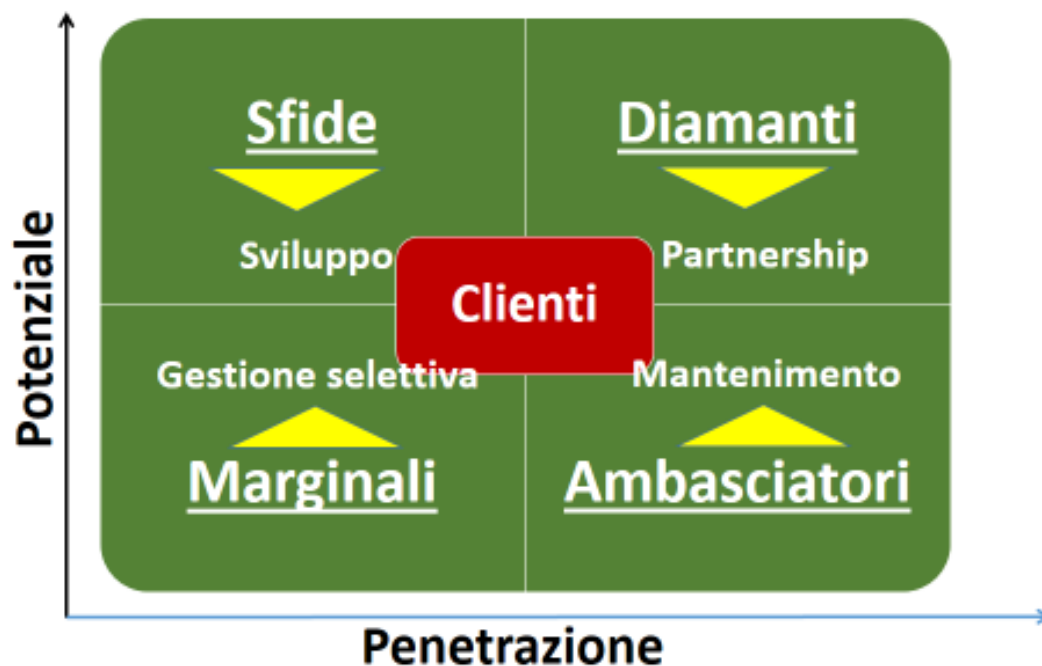 Potenziale
Sfide
Diamanti
Sviluppo
Partnership
Clienti
Gestione selettiva
Mantenimento
Marginali
Ambasciatori
Penetrazione